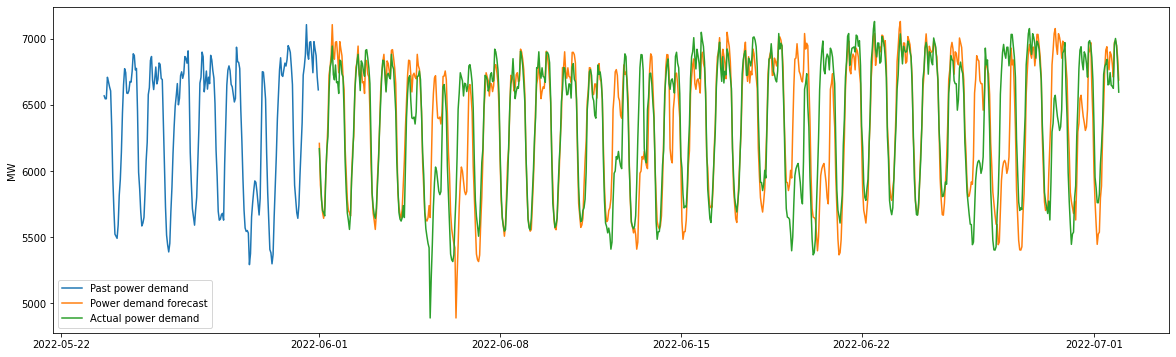 7000
6500
6000
5500
5000
MW
Past power demand
Power demand forecast
Actual power demand
2022-05-22
2022-06-01
2022-06-08
2022-06-15
2022-06-22
2022-07-01